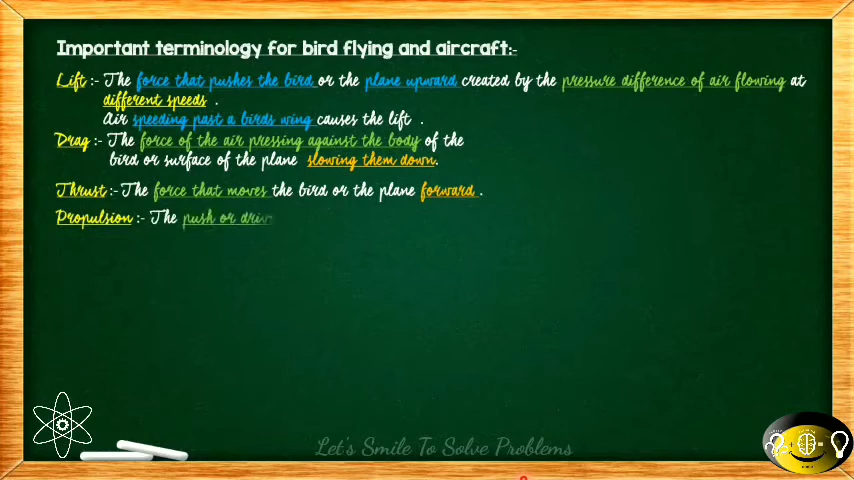 Important terminology for bird flying and aircraft:-
Lift :- The force that pushes the bird or the plane upward created by the pressure difference of air flowing at
different speeds .
Air speeding past a birds wing causes the lift .
Drag :- The force of the air pressing against the body of the
bird or surface of the plane slowing them down.
Thrust :- The force that moves the bird or the plane forward .
Propulsion :- The push or driv
Let's Smile To Solve Problems